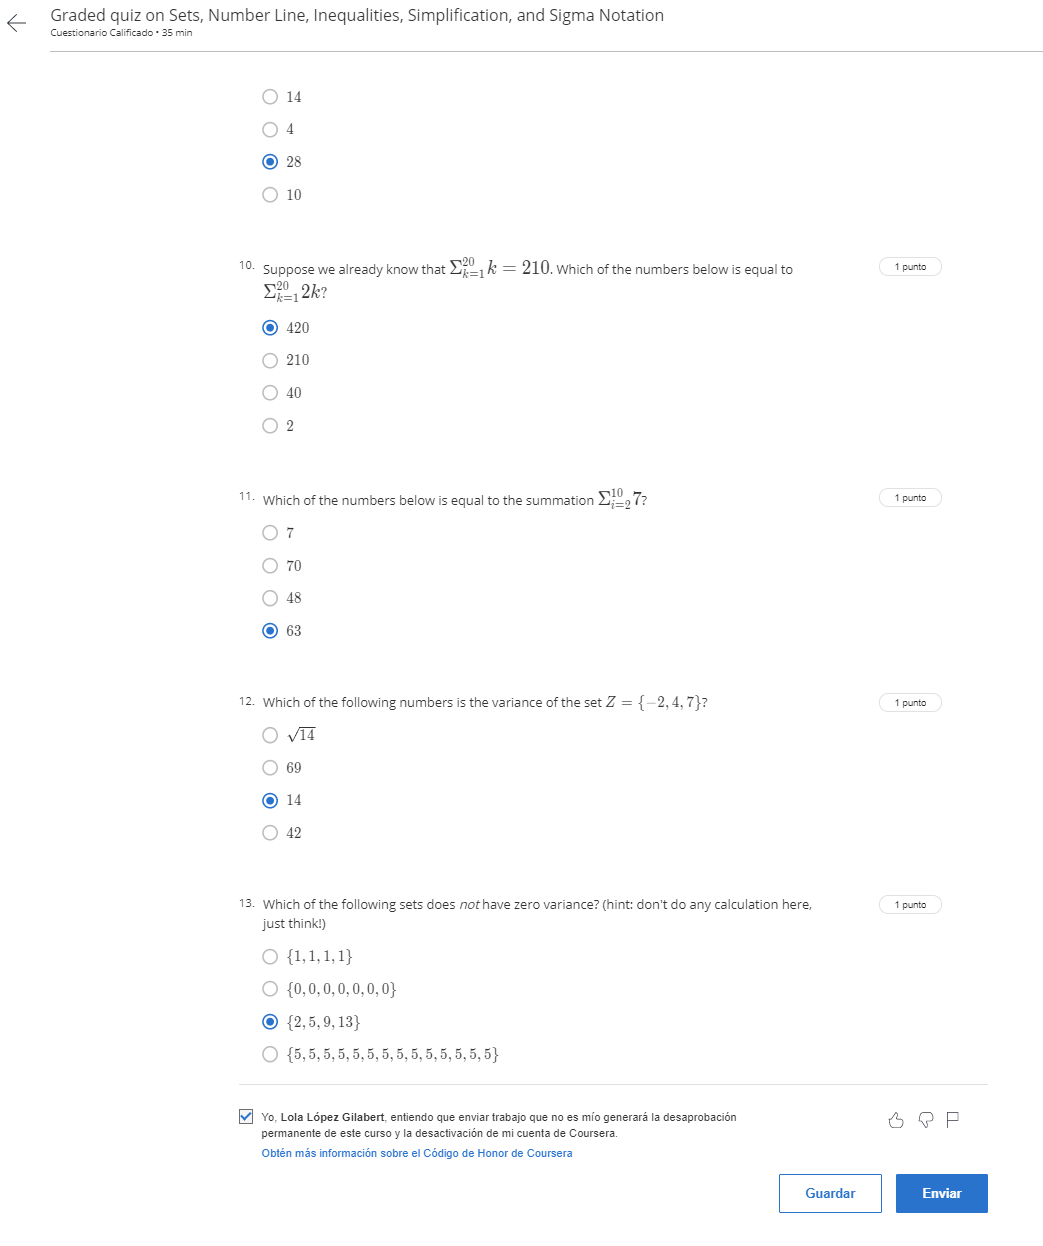 Graded quiz on Sets, Number Line, Inequalities, Simplification, and Sigma Notation
Cuestionario Calificado • 35 min
14
4
28
10
10. Suppose we already know that Σ_{k=1}^{20} k = 210. Which of the numbers below is equal to
Σ_{k=1}^{20} 2k?
1 punto
420
210
40
2
11. Which of the numbers below is equal to the summation Σ_{i=2}^{10} 7?
1 punto
7
70
48
63
12. Which of the following numbers is the variance of the set Z = {−2, 4, 7}?
1 punto
√14
69
14
42
13. Which of the following sets does not have zero variance? (hint: don't do any calculation here,
just think!)
1 punto
{1, 1, 1, 1}
{0, 0, 0, 0, 0, 0, 0}
{2, 5, 9, 13}
{5, 5, 5, 5, 5, 5, 5, 5, 5, 5, 5, 5, 5, 5}
Yo, Lola López Gilabert, entiendo que enviar trabajo que no es mío generará la desaprobación
permanente de este curso y la desactivación de mi cuenta de Coursera.
Obtén más información sobre el Código de Honor de Coursera
Guardar
Enviar